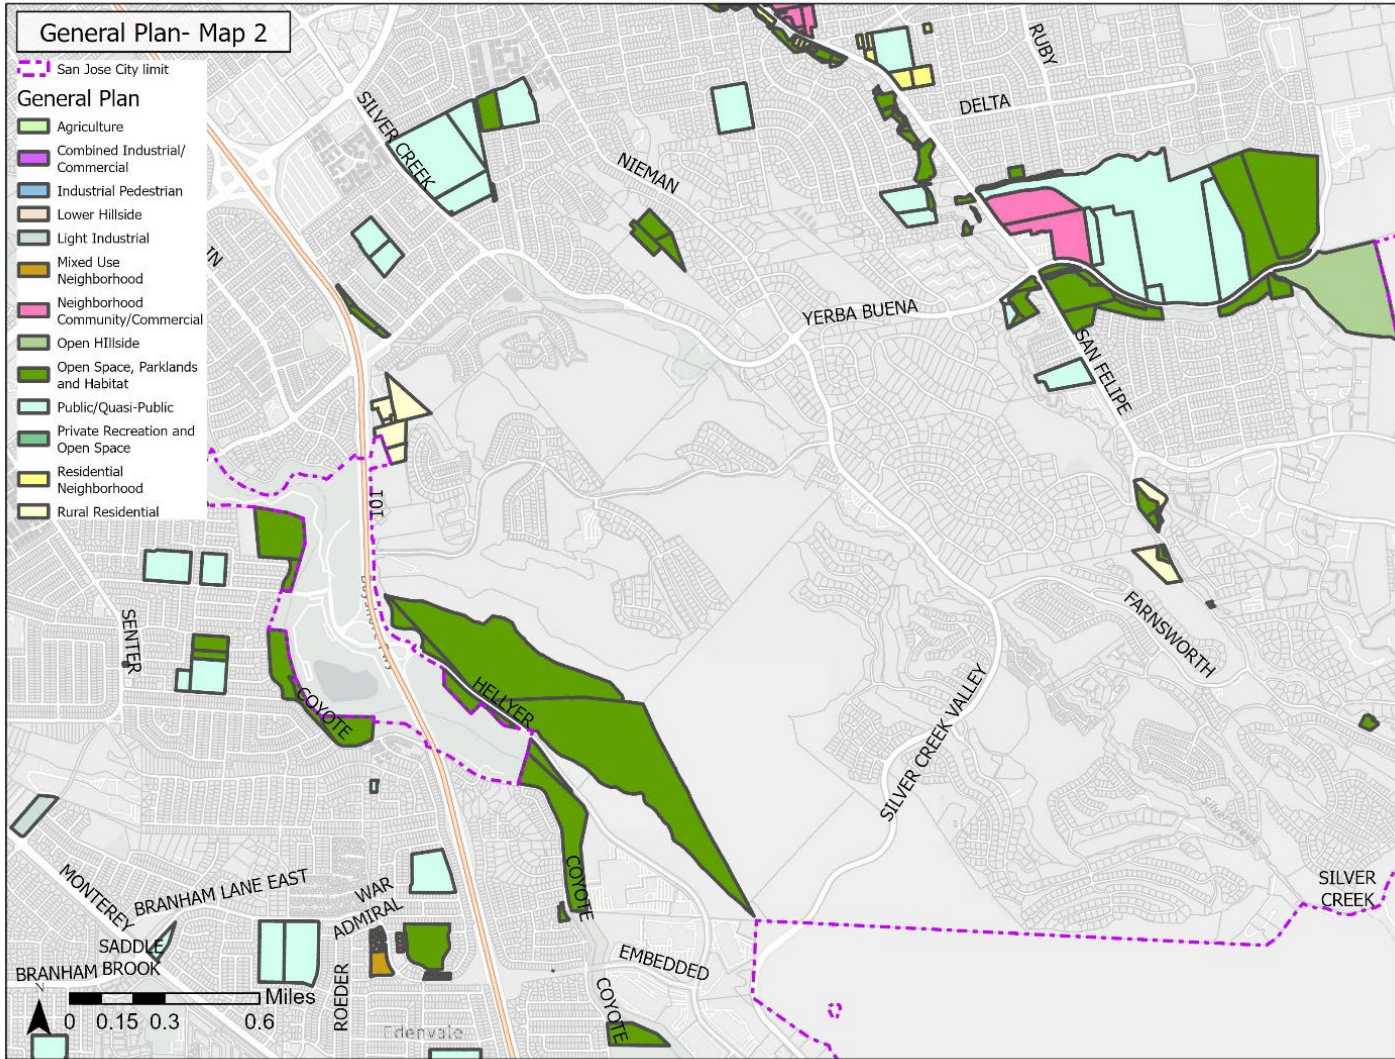 General Plan- Map 2
San Jose City limit
General Plan
Agriculture
Combined Industrial/
Commercial
Industrial Pedestrian
Lower Hillside
Light Industrial
Mixed Use
Neighborhood
Neighborhood
Community/Commercial
Open HIllside
Open Space, Parklands
and Habitat
Public/Quasi-Public
Private Recreation and
Open Space
Residential
Neighborhood
Rural Residential
RUBY
DELTA
SILVER CREEK
NIEMAN
YERBA BUENA
SAN FELIPE
101
SENTER
FARNSWORTH
HELLYER
COYOTE
SILVER CREEK VALLEY
Silver Creek
COYOTE
MONTEREY
BRANHAM LANE EAST
WAR
ADMIRAL
SILVER
CREEK
SADDLE
BROOK
BRANHAM
ROEDER
EMBEDDED
COYOTE
Edenvale
N
Miles
0 0.15 0.3 0.6